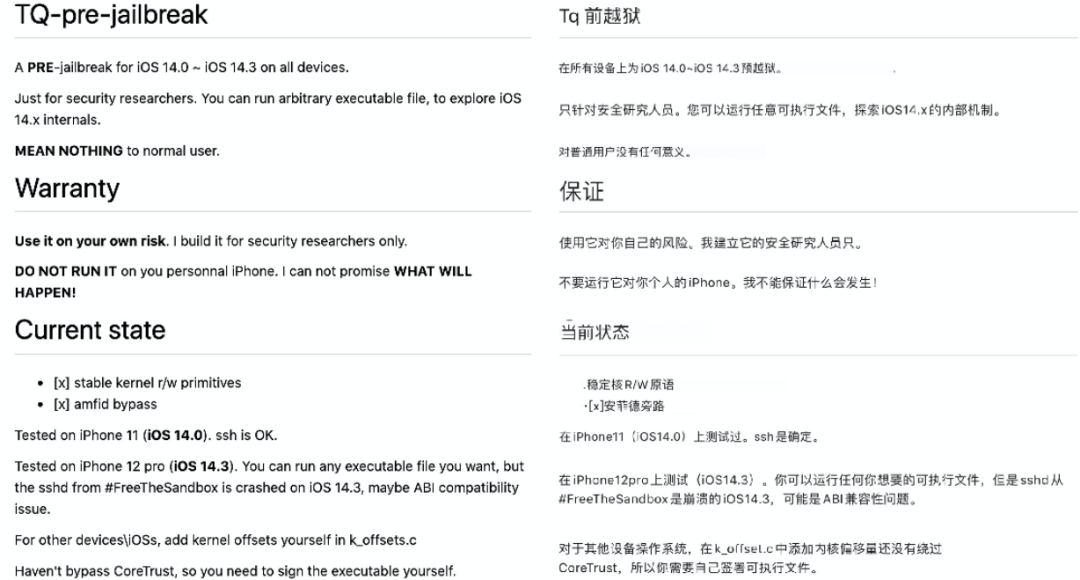 TQ-pre-jailbreak
A PRE-jailbreak for iOS 14.0 ~ iOS 14.3 on all devices.
Just for security researchers. You can run arbitrary executable file, to explore iOS
14.x internals.
MEAN NOTHING to normal user.
Warranty
Use it on your own risk. I build it for security researchers only.
DO NOT RUN IT on you personnal iPhone. I can not promise WHAT WILL
HAPPEN!
Current state
• [x] stable kernel r/w primitives
• [x] amfid bypass
Tested on iPhone 11 (iOS 14.0). ssh is OK.
Tested on iPhone 12 pro (iOS 14.3). You can run any executable file you want, but
the sshd from #FreeTheSandbox is crashed on iOS 14.3, maybe ABI compatibility
issue.
For other devices\iOSs, add kernel offsets yourself in k_offsets.c
Haven't bypass CoreTrust, so you need to sign the executable yourself.
Tq 前越狱
在所有设备上为iOS 14.0~iOS 14.3预越狱。
只针对安全研究人员。您可以运行任意可执行文件，探索iOS14.x的内部机制。
对普通用户没有任何意义。
保证
使用它对你自己的风险。我建立它的安全研究人员只。
不要运行它对你个人的iPhone。我不能保证什么会发生！
当前状态
.稳定核R/W原语
·[x]安菲德旁路
在iPhone11（iOS14.0）上测试过。ssh是确定。
在iPhone12pro上测试（iOS14.3）。你可以运行任何你想要的可执行文件，但是sshd从
#FreeTheSandbox是崩溃的iOS14.3，可能是ABI兼容性问题。
对于其他设备操作系统，在k_offset.c中添加内核偏移量还没有绕过
CoreTrust，所以你需要自己签署可执行文件。